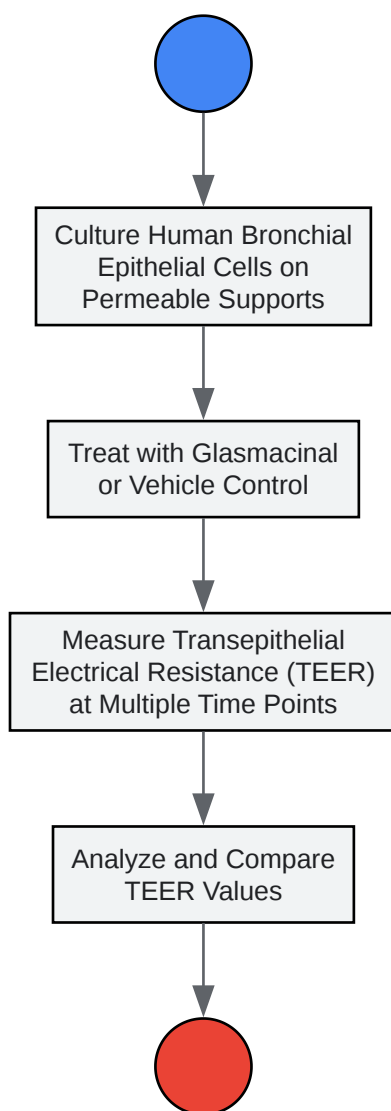 Culture Human Bronchial
Epithelial Cells on
Permeable Supports
Treat with Glasmacinal
or Vehicle Control
Measure Transepithelial
Electrical Resistance (TEER)
at Multiple Time Points
Analyze and Compare
TEER Values